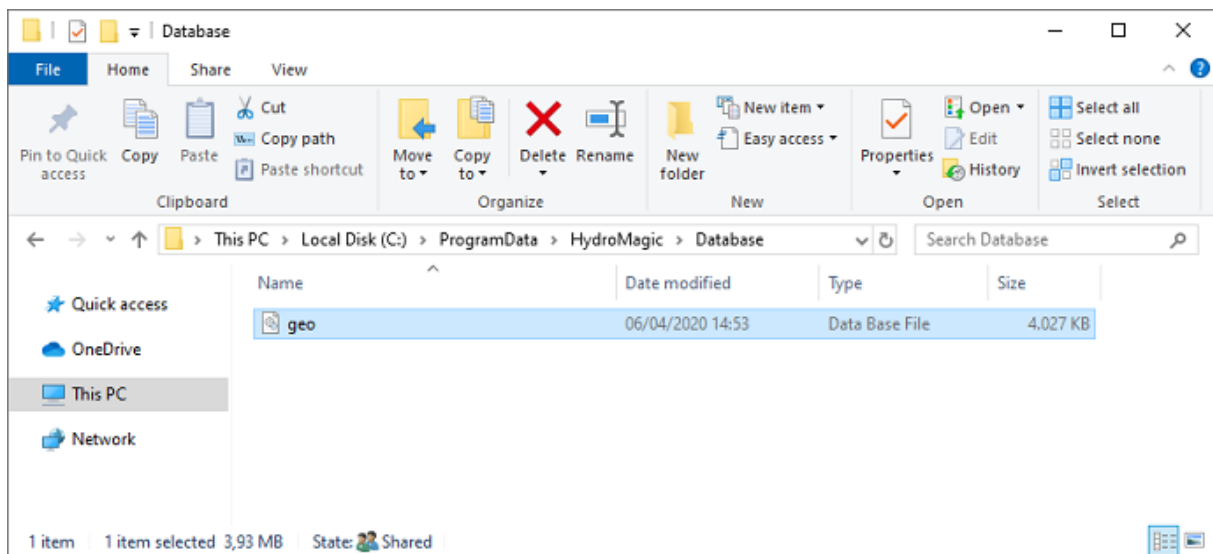 Database
File Home Share View
Pin to Quick access
Copy
Paste
Cut
Copy path
Paste shortcut
Clipboard
Move to
Copy to
Delete
Rename
Organize
New folder
New item
Easy access
New
Properties
Open
Edit
History
Open
Select all
Select none
Invert selection
Select
This PC > Local Disk (C:) > ProgramData > HydroMagic > Database
Search Database
Quick access
OneDrive
This PC
Network
Name Date modified Type Size
geo 06/04/2020 14:53 Data Base File 4.027 KB
1 item 1 item selected 3,93 MB State: Shared